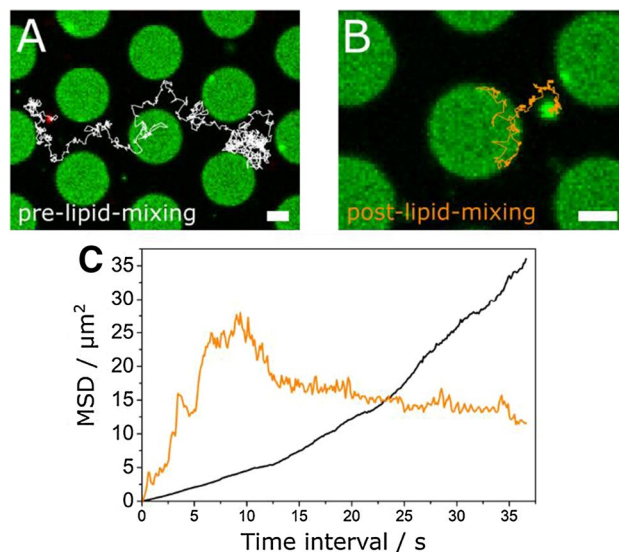 A
pre-lipid-mixing
B
post-lipid-mixing
C
MSD / μm²
35
30
25
20
15
10
5
0
0 5 10 15 20 25 30 35
Time interval / s